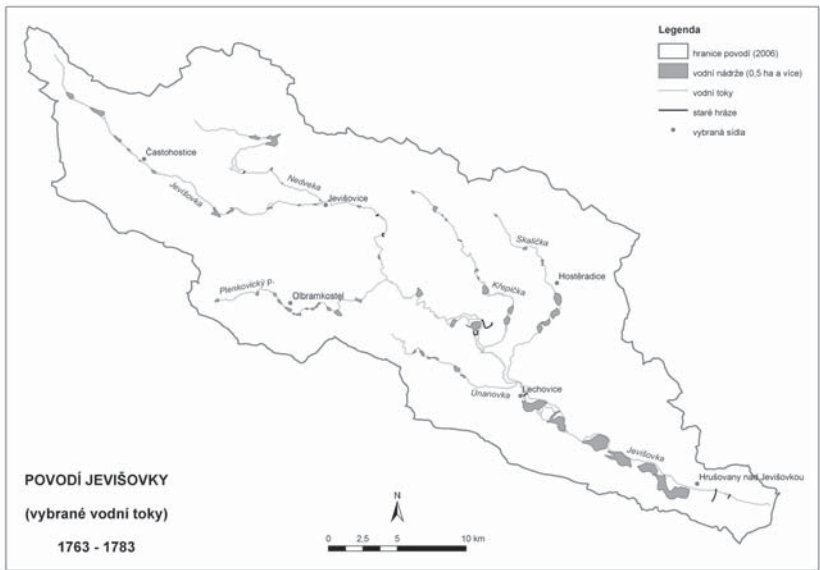 Legenda
hranice povodí (2006)
vodní nádrže (0,5 ha a více)
vodní toky
staré hráze
vybraná sídla
Častohostice
Jevišovka
Nedveka
Jevišovice
Skalička
Hostěradice
Křepička
Plenkovický p.
Olbramkostel
Únanovka
Lechovice
Jevišovka
Hrušovany nad Jevišovkou
POVODÍ JEVIŠOVKY
(vybrané vodní toky)
1763 - 1783
N
0 2,5 5 10 km